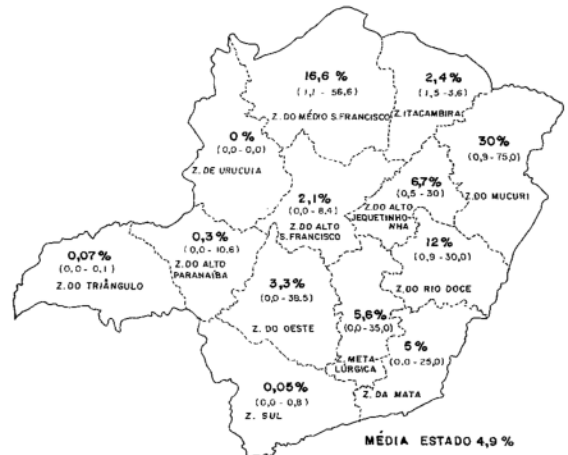 16,6 %
(1,1 - 56,6)
Z. DO MÉDIO S. FRANCISCO
2,4%
(1,5 - 3,6)
Z. ITACAMBIRA
0 %
(0,0 - 0,0)
Z. DE URUCUIA
30%
(0,9 - 75,0)
Z. DO MUCURI
2,1%
(0,0 - 8,4)
Z. DO ALTO
S. FRANCISCO
6,7%
(0,5 - 30)
Z. DO ALTO
JEQUETINHO-
NHA
0,07%
(0,0 - 0,1)
Z. DO TRIÂNGULO
0,3%
(0,0 - 10,6)
Z. DO ALTO
PARANAÍBA
12%
(0,9 - 30,0)
Z. DO RIO DOCE
3,3%
(0,0 - 38,5)
Z. DO OESTE
5,6%
(0,0 - 35,0)
Z. META-
LÚRGICA
5%
(0,0 - 25,0)
Z. DA MATA
0,05%
(0,0 - 0,8)
Z. SUL
MÉDIA ESTADO 4,9 %